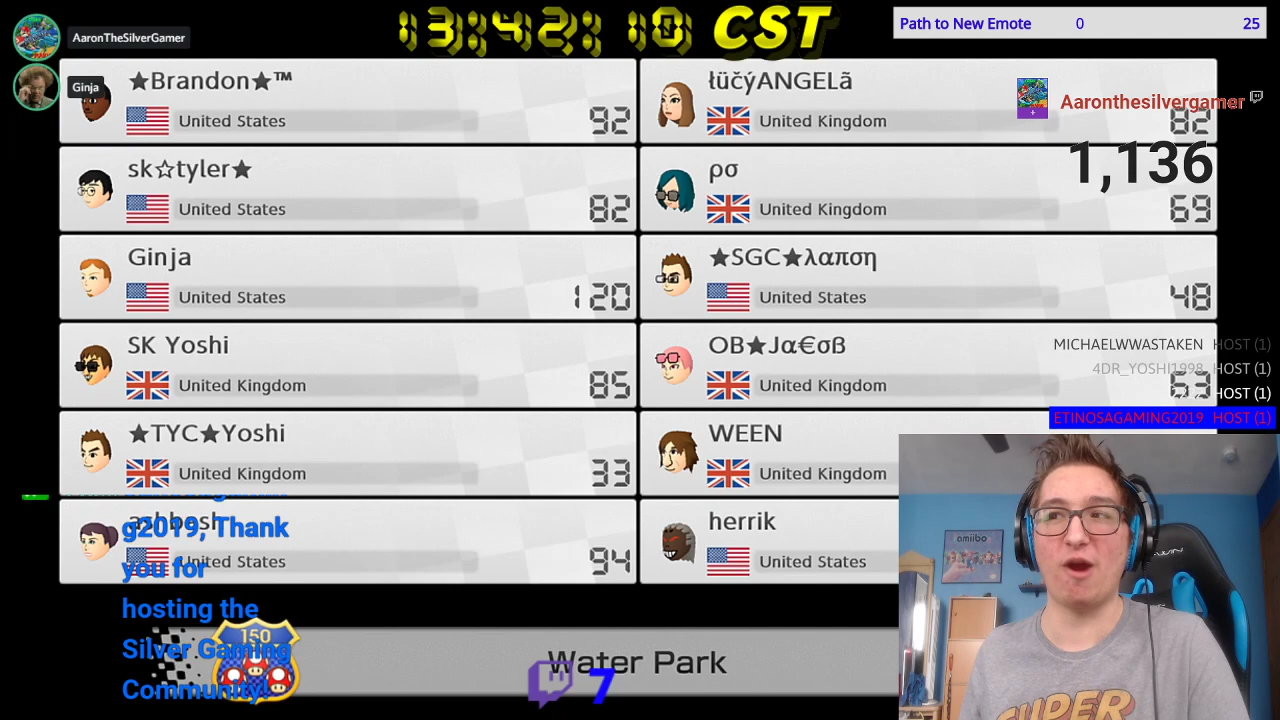 AaronTheSilverGamer
13:42:10 CST
Path to New Emote 0 25
Ginja
★Brandon★™
United States
92
łüčýANGELã
United Kingdom
82
Aaronthesilvergamer
1,136
sk☆tyler★
United States
82
ρσ
United Kingdom
69
Ginja
United States
120
★SGC★λαπση
United States
48
SK Yoshi
United Kingdom
85
OB★Jα€σB
United Kingdom
63
MICHAELWWASTAKEN HOST (1)
4DR_YOSHI1998 HOST (1)
HOST (1)
ETINOSAGAMING2019 HOST (1)
★TYC★Yoshi
United Kingdom
33
WEEN
United Kingdom
United States
94
herrik
United States
g2019, Thank
you for
hosting the
Silver Gaming
Community!
150
Water Park
7
amiibo
SUPER